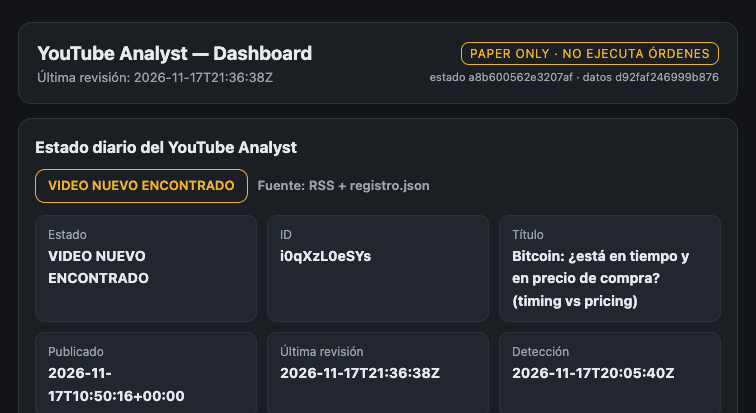 YouTube Analyst — Dashboard
PAPER ONLY · NO EJECUTA ÓRDENES
Última revisión: 2026-11-17T21:36:38Z
estado a8b600562e3207af · datos d92faf246999b876
Estado diario del YouTube Analyst
VIDEO NUEVO ENCONTRADO
Fuente: RSS + registro.json
Estado
VIDEO NUEVO
ENCONTRADO
ID
i0qXzL0eSYs
Título
Bitcoin: ¿está en tiempo y
en precio de compra?
(timing vs pricing)
Publicado
2026-11-
17T10:50:16+00:00
Última revisión
2026-11-17T21:36:38Z
Detección
2026-11-17T20:05:40Z